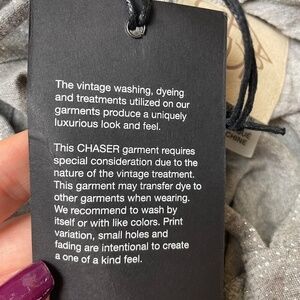 The vintage washing, dyeing
and treatments utilized on our
garments produce a uniquely
luxurious look and feel.
This CHASER garment requires
special consideration due to the
nature of the vintage treatment.
This garment may transfer dye to
other garments when wearing.
We recommend to wash by
itself or with like colors. Print
variation, small holes and
fading are intentional to create
a one of a kind feel.